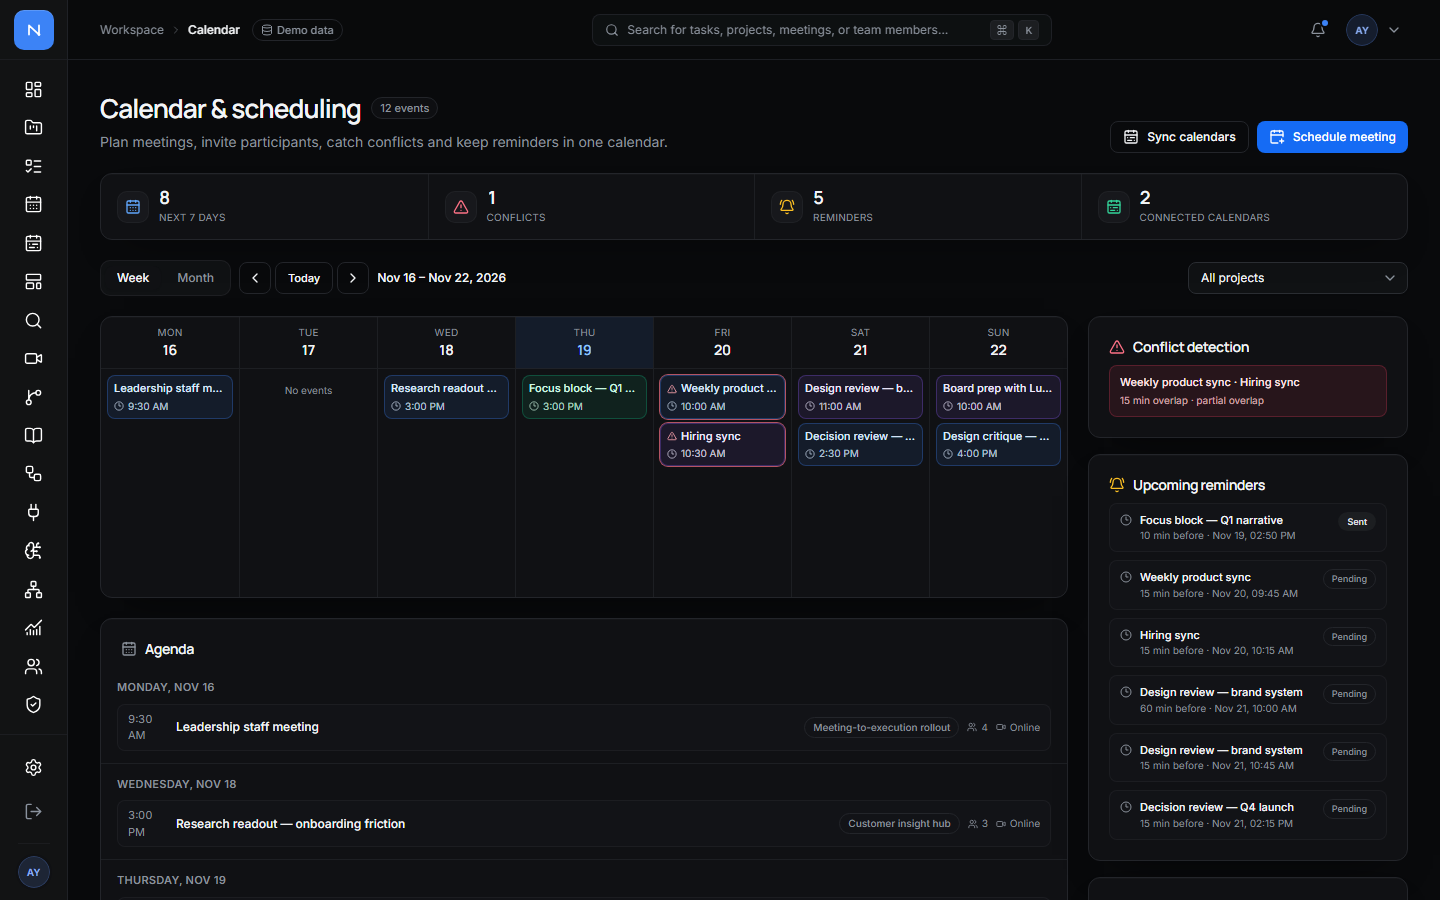 N
Workspace > Calendar Demo data
Search for tasks, projects, meetings, or team members... ⌘ K
AY
Calendar & scheduling 12 events
Plan meetings, invite participants, catch conflicts and keep reminders in one calendar.
Sync calendars Schedule meeting
8
NEXT 7 DAYS
1
CONFLICTS
5
REMINDERS
2
CONNECTED CALENDARS
Week Month Today Nov 16 – Nov 22, 2026
All projects
MON
16
TUE
17
WED
18
THU
19
FRI
20
SAT
21
SUN
22
Leadership staff m...
9:30 AM
No events
Research readout ...
3:00 PM
Focus block — Q1 ...
3:00 PM
Weekly product ...
10:00 AM
Hiring sync
10:30 AM
Design review — b...
11:00 AM
Decision review — ...
2:30 PM
Board prep with Lu...
10:00 AM
Design critique — ...
4:00 PM
Conflict detection
Weekly product sync · Hiring sync
15 min overlap · partial overlap
Upcoming reminders
Focus block — Q1 narrative Sent
10 min before · Nov 19, 02:50 PM
Weekly product sync Pending
15 min before · Nov 20, 09:45 AM
Hiring sync Pending
15 min before · Nov 20, 10:15 AM
Design review — brand system Pending
60 min before · Nov 21, 10:00 AM
Design review — brand system Pending
15 min before · Nov 21, 10:45 AM
Decision review — Q4 launch Pending
15 min before · Nov 21, 02:15 PM
Agenda
MONDAY, NOV 16
9:30 AM Leadership staff meeting Meeting-to-execution rollout 4 Online
WEDNESDAY, NOV 18
3:00 PM Research readout — onboarding friction Customer insight hub 3 Online
THURSDAY, NOV 19
AY